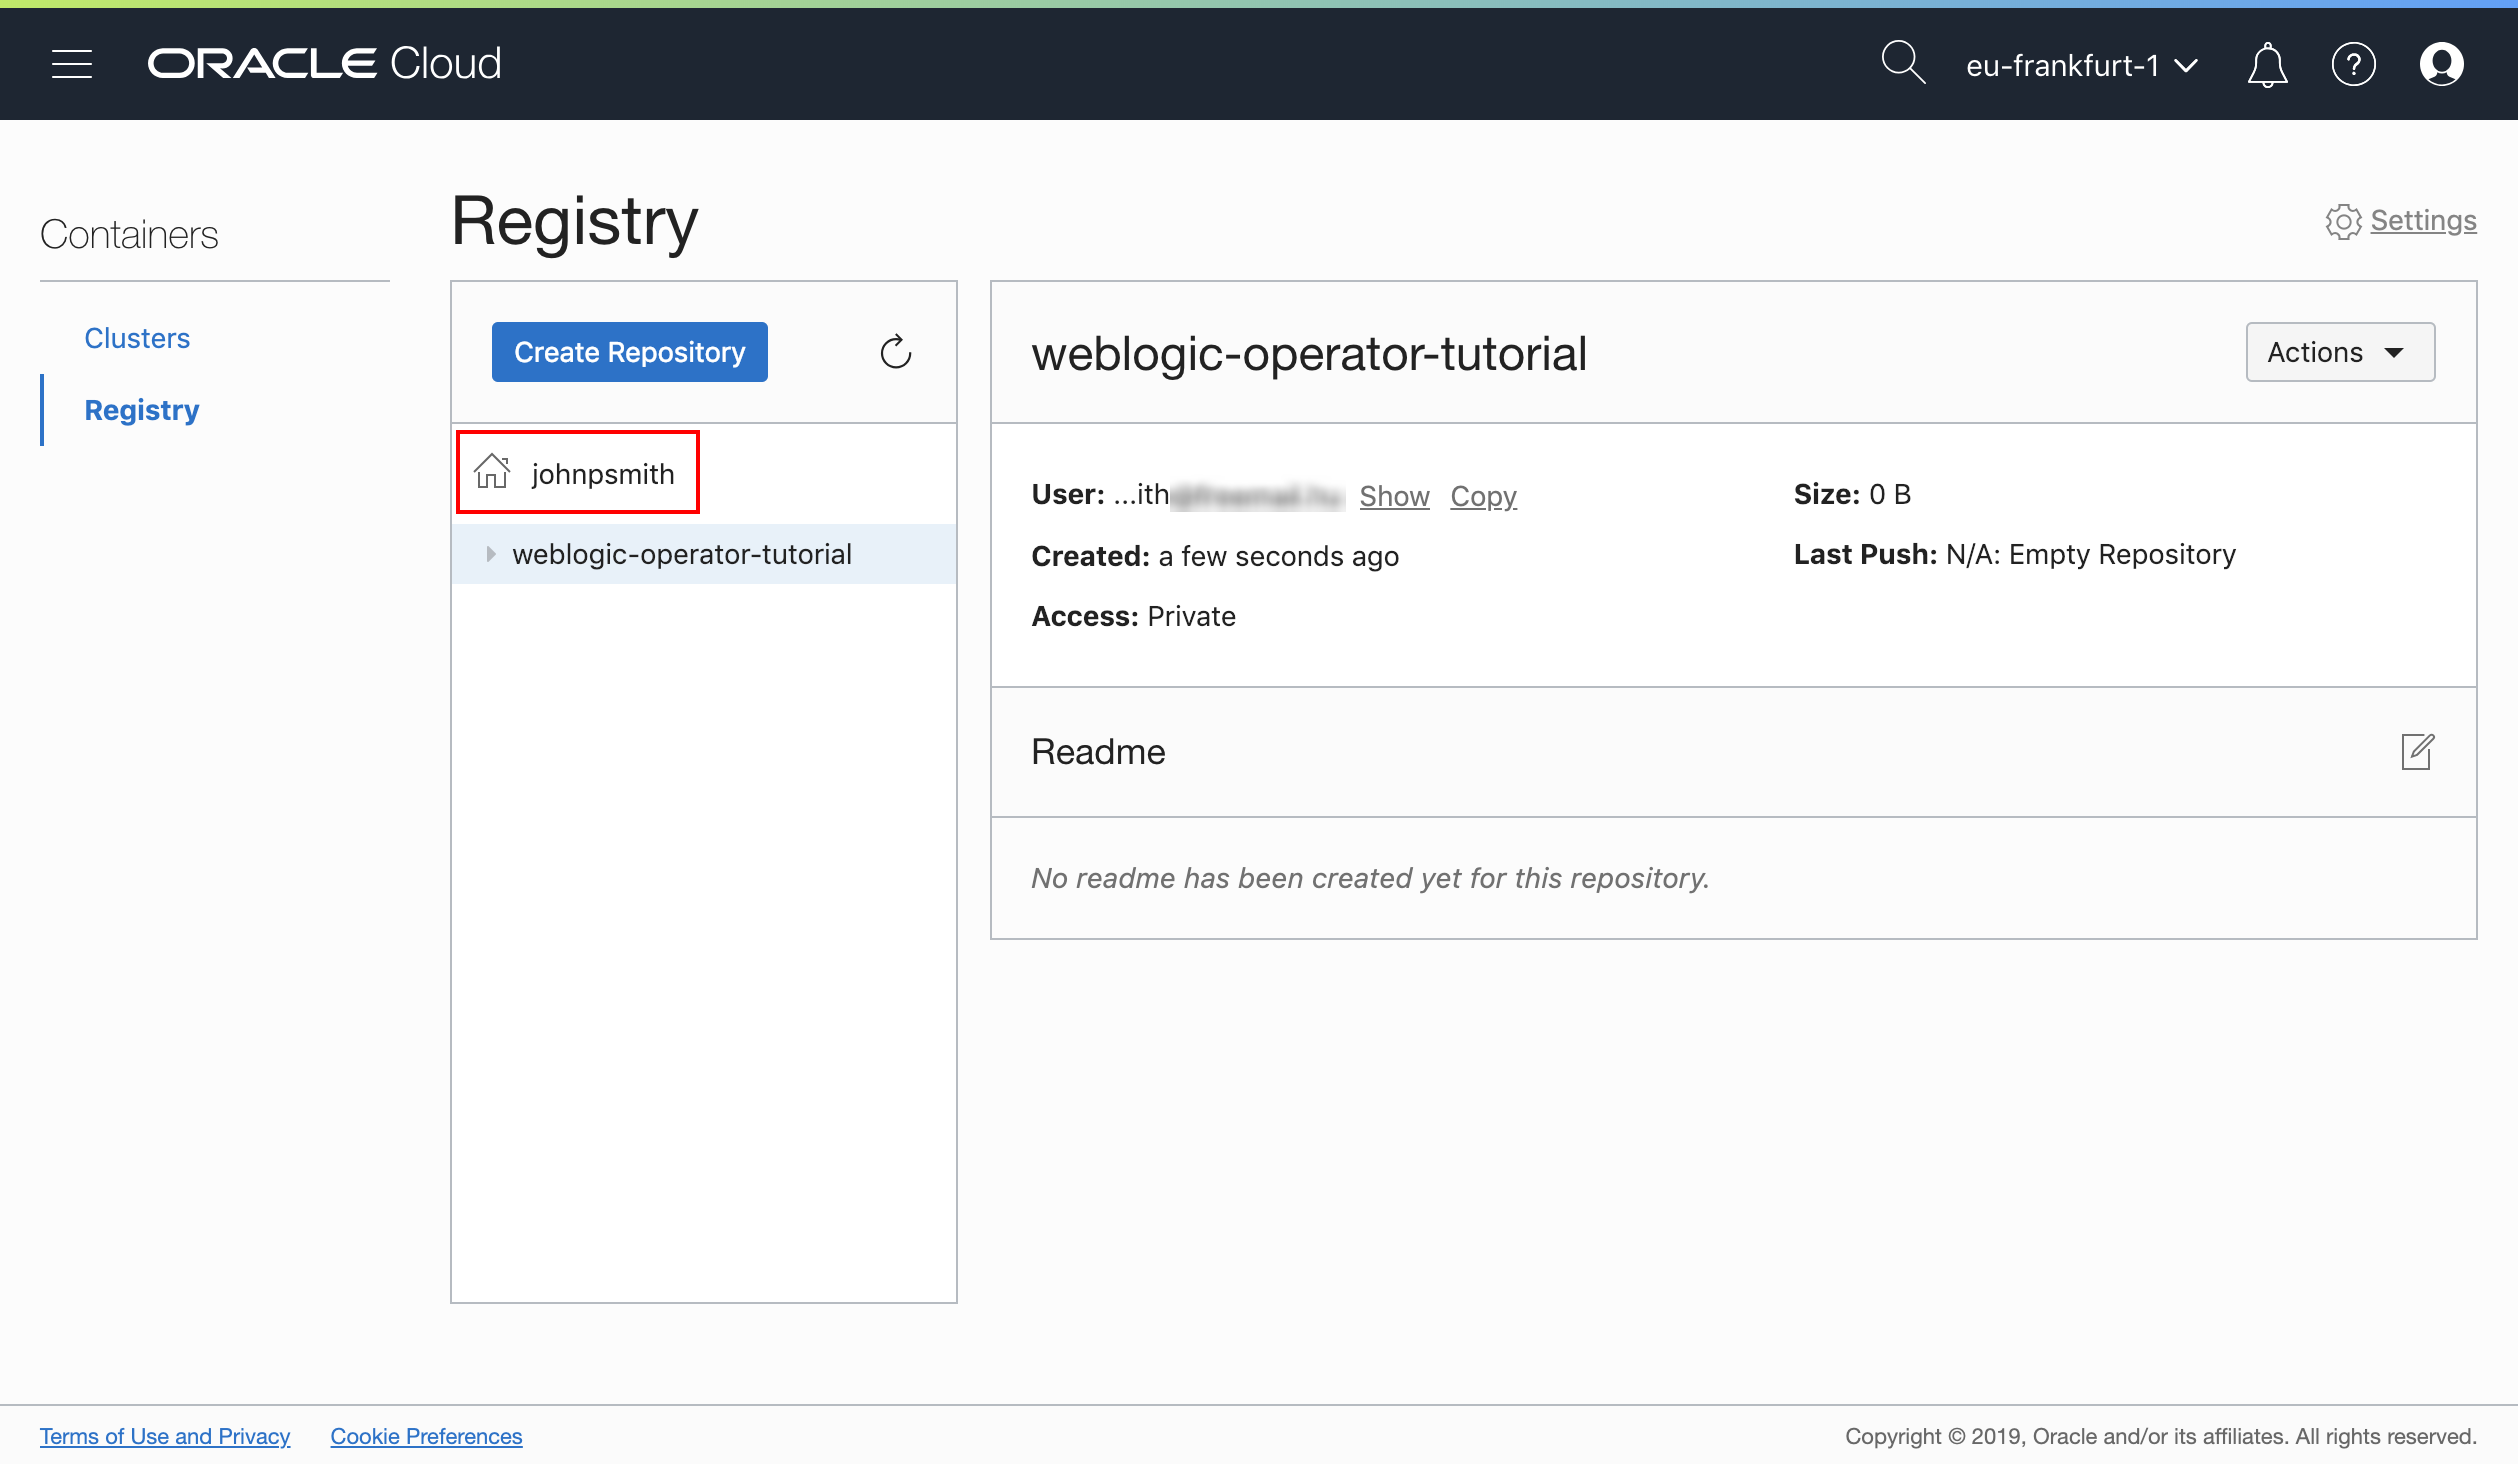 ORACLE Cloud
eu-frankfurt-1
?
Containers
Clusters
Registry
Registry
Settings
Create Repository
johnpsmith
weblogic-operator-tutorial
weblogic-operator-tutorial
Actions
User: ...ith Show Copy
Created: a few seconds ago
Access: Private
Size: 0 B
Last Push: N/A: Empty Repository
Readme
No readme has been created yet for this repository.
Terms of Use and Privacy
Cookie Preferences
Copyright © 2019, Oracle and/or its affiliates. All rights reserved.